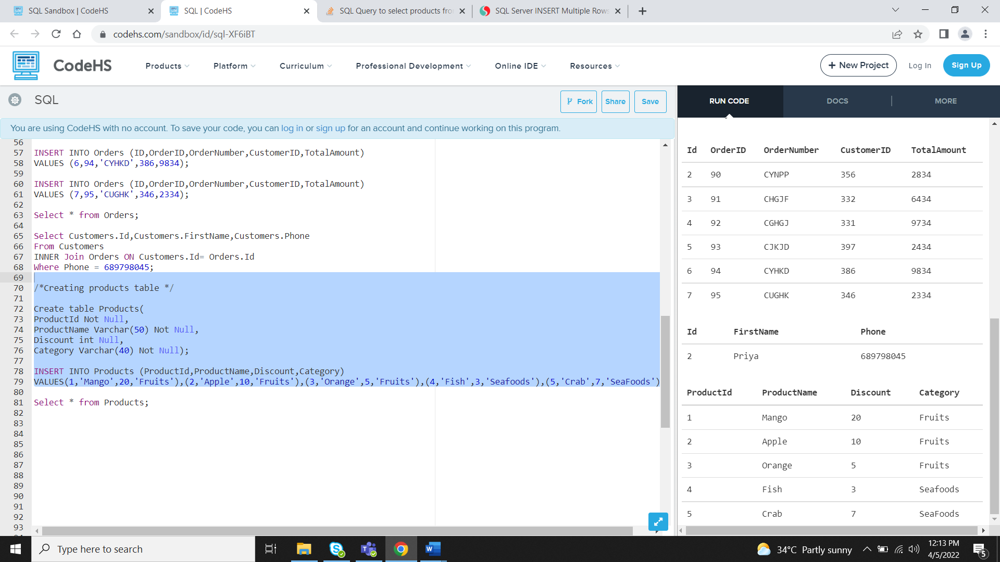 SQL Sandbox | CodeHS
SQL | CodeHS
SQL Query to select products fro
SQL Server INSERT Multiple Rows
codehs.com/sandbox/id/sql-XF6iBT
CodeHS
Products
Platform
Curriculum
Professional Development
Online IDE
Resources
+ New Project
Log In
Sign Up
SQL
Fork
Share
Save
RUN CODE
DOCS
MORE
You are using CodeHS with no account. To save your code, you can log in or sign up for an account and continue working on this program.
56
57 INSERT INTO Orders (ID,OrderID,OrderNumber,CustomerID,TotalAmount)
58 VALUES (6,94,'CYHKD',386,9834);
59
60 INSERT INTO Orders (ID,OrderID,OrderNumber,CustomerID,TotalAmount)
61 VALUES (7,95,'CUGHK',346,2334);
62
63 Select * from Orders;
64
65 Select Customers.Id,Customers.FirstName,Customers.Phone
66 From Customers
67 INNER Join Orders ON Customers.Id= Orders.Id
68 Where Phone = 689798045;
69
70 /*Creating products table */
71
72 Create table Products(
73 ProductId Not Null,
74 ProductName Varchar(50) Not Null,
75 Discount int Null,
76 Category Varchar(40) Not Null);
77
78 INSERT INTO Products (ProductId,ProductName,Discount,Category)
79 VALUES(1,'Mango',20,'Fruits'),(2,'Apple',10,'Fruits'),(3,'Orange',5,'Fruits'),(4,'Fish',3,'Seafoods'),(5,'Crab',7,'SeaFoods')
80
81 Select * from Products;
82
83
84
85
86
87
88
89
90
91
92
93
Id OrderID OrderNumber CustomerID TotalAmount
2 90 CYNPP 356 2834
3 91 CHGJF 332 6434
4 92 CGHGJ 331 9734
5 93 CJKJD 397 2434
6 94 CYHKD 386 9834
7 95 CUGHK 346 2334
Id FirstName Phone
2 Priya 689798045
ProductId ProductName Discount Category
1 Mango 20 Fruits
2 Apple 10 Fruits
3 Orange 5 Fruits
4 Fish 3 Seafoods
5 Crab 7 SeaFoods
Type here to search
34°C Partly sunny
12:13 PM
4/5/2022
5